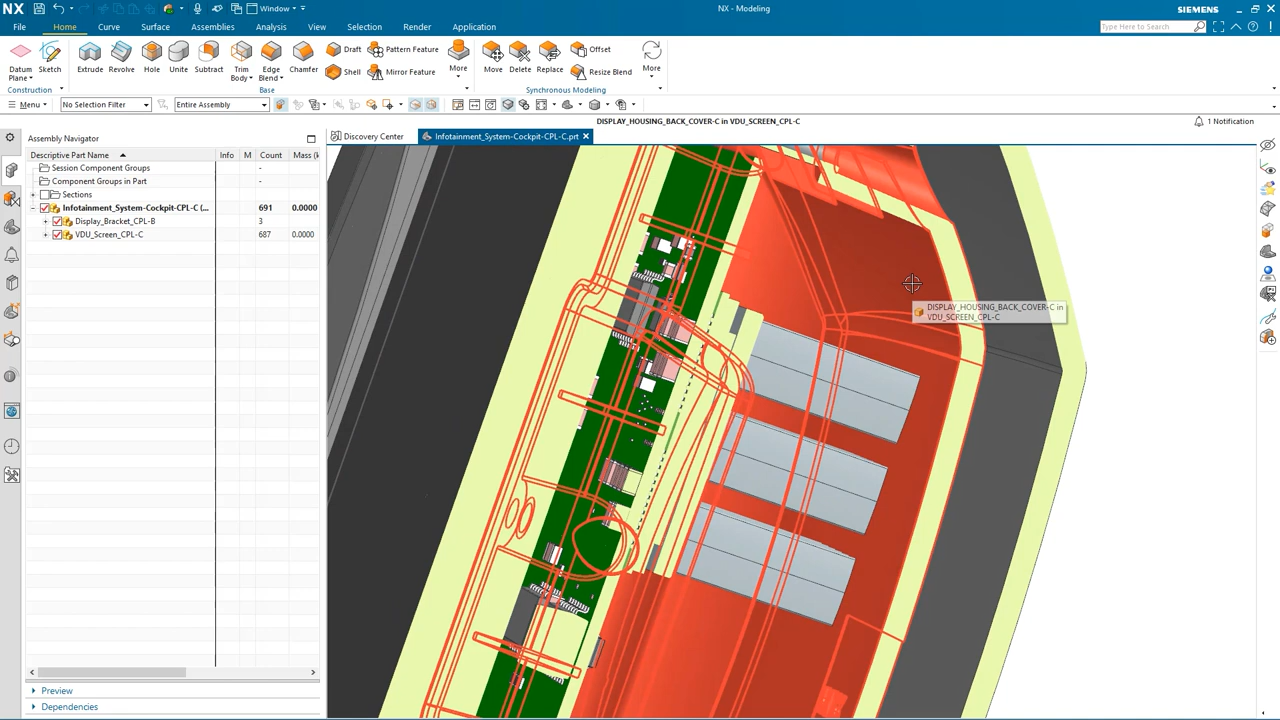 NX
Window
NX - Modeling
SIEMENS
File
Home
Curve
Surface
Assemblies
Analysis
View
Selection
Render
Application
Type Here to Search
Datum Plane
Sketch
Extrude
Revolve
Hole
Unite
Subtract
Trim Body
Edge Blend
Chamfer
Draft
Shell
Pattern Feature
Mirror Feature
More
Move
Delete
Replace
Offset
Resize Blend
More
Construction
Base
Synchronous Modeling
Menu
No Selection Filter
Entire Assembly
DISPLAY_HOUSING_BACK_COVER-C in VDU_SCREEN_CPL-C
1 Notification
Assembly Navigator
Discovery Center
Infotainment_System-Cockpit-CPL-C.prt
Descriptive Part Name
Info
M
Count
Mass (k
Session Component Groups
-
Component Groups in Part
-
Sections
-
Infotainment_System-Cockpit-CPL-C (...
691
0.0000
Display_Bracket_CPL-B
3
VDU_Screen_CPL-C
687
0.0000
DISPLAY_HOUSING_BACK_COVER-C in
VDU_SCREEN_CPL-C
Preview
Dependencies